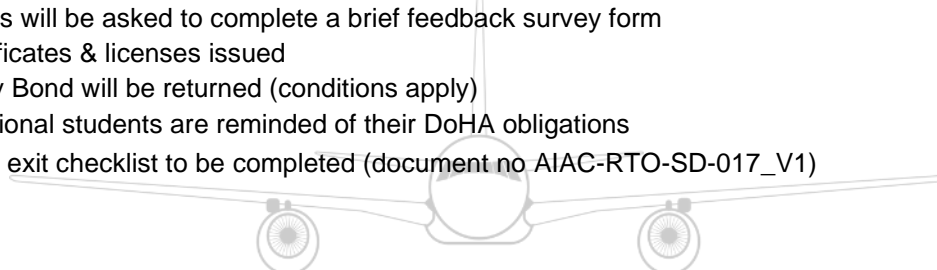 s will be asked to complete a brief feedback survey form
ficates & licenses issued
y Bond will be returned (conditions apply)
ional students are reminded of their DoHA obligations
exit checklist to be completed (document no AIAC-RTO-SD-017_V1)